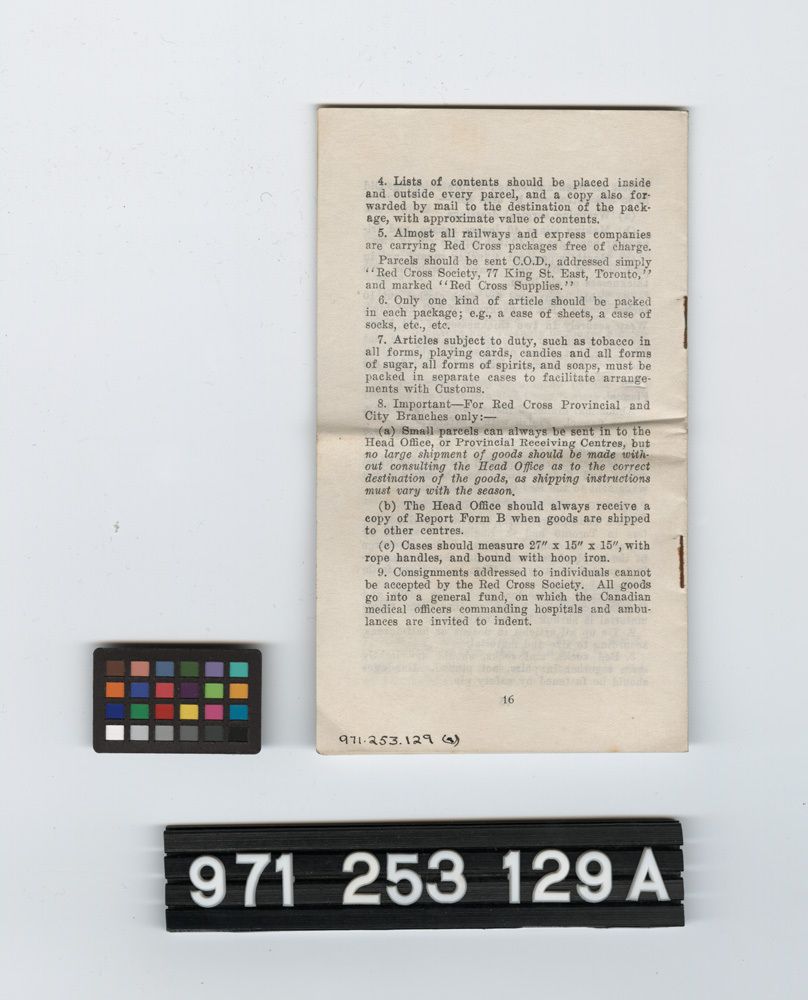 4. Lists of contents should be placed inside
and outside every parcel, and a copy also for-
warded by mail to the destination of the pack-
age, with approximate value of contents.
5. Almost all railways and express companies
are carrying Red Cross packages free of charge.
Parcels should be sent C.O.D., addressed simply
‘‘Red Cross Society, 77 King St. East, Toronto,’’
and marked ‘‘Red Cross Supplies.’’
6. Only one kind of article should be packed
in each package; e.g., a case of sheets, a case of
socks, etc., etc.
7. Articles subject to duty, such as tobacco in
all forms, playing cards, candies and all forms
of sugar, all forms of spirits, and soaps, must be
packed in separate cases to facilitate arrange-
ments with Customs.
8. Important—For Red Cross Provincial and
City Branches only:—
(a) Small parcels can always be sent in to the
Head Office, or Provincial Receiving Centres, but
no large shipment of goods should be made with-
out consulting the Head Office as to the correct
destination of the goods, as shipping instructions
must vary with the season.
(b) The Head Office should always receive a
copy of Report Form B when goods are shipped
to other centres.
(c) Cases should measure 27″ x 15″ x 15″, with
rope handles, and bound with hoop iron.
9. Consignments addressed to individuals cannot
be accepted by the Red Cross Society. All goods
go into a general fund, on which the Canadian
medical officers commanding hospitals and ambu-
lances are invited to indent.
16
971.253.129 (a)
971 253 129A